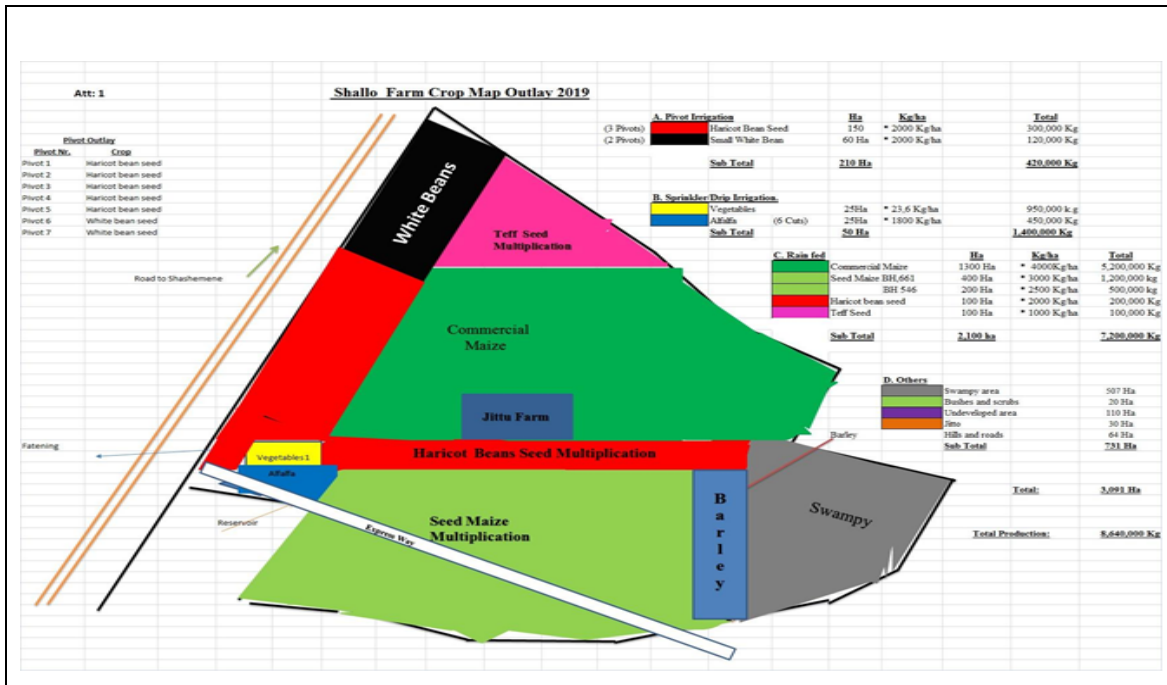 Att: 1
Shallo Farm Crop Map Outlay 2019
Pivot Outlay
Pivot Nr. Crop
Pivot 1 Haricot bean seed
Pivot 2 Haricot bean seed
Pivot 3 Haricot bean seed
Pivot 4 Haricot bean seed
Pivot 5 Haricot bean seed
Pivot 6 White bean seed
Pivot 7 White bean seed
A. Pivot Irrigation Ha Kg/ha Total
(3 Pivots) Haricot Bean Seed 150 * 2000 Kg/ha 300,000 Kg
(2 Pivots) Small White Bean 60 Ha * 2000 Kg/ha 120,000 Kg
Sub Total 210 Ha 420,000 Kg
B. Sprinkler/Drip Irrigation.
Vegetables 25Ha * 23,6 Kg/ha 950,000 k.g
Alfalfa (6 Cuts) 25Ha * 1800 Kg/ha 450,000 Kg
Sub Total 50 Ha 1,400,000 Kg
C. Rain fed Ha Kg/ha Total
Commercial Maize 1300 Ha * 4000Kg/ha 5,200,000 Kg
Seed Maize BH,661 400 Ha * 3000 Kg/ha 1,200,000 kg
BH 546 200 Ha * 2500 Kg/ha 500,000 kg
Haricot bean seed 100 Ha * 2000 Kg/ha 200,000 Kg
Teff Seed 100 Ha * 1000 Kg/ha 100,000 Kg
Sub Total 2,100 ha 7,200,000 Kg
D. Others
Swampy area 507 Ha
Bushes and scrubs 20 Ha
Undeveloped area 110 Ha
Jitto 30 Ha
Hills and roads 64 Ha
Sub Total 731 Ha
Total: 3,091 Ha
Total Production: 8,640,000 Kg
White Beans
Teff Seed
Multiplication
Road to Shashemene
Commercial
Maize
Jittu Farm
Barley
Fatening
Vegetables 1
Haricot Beans Seed Multiplication
Alfalfa
Reservoir
Seed Maize
Multiplication
Express Way
Barley
Swampy